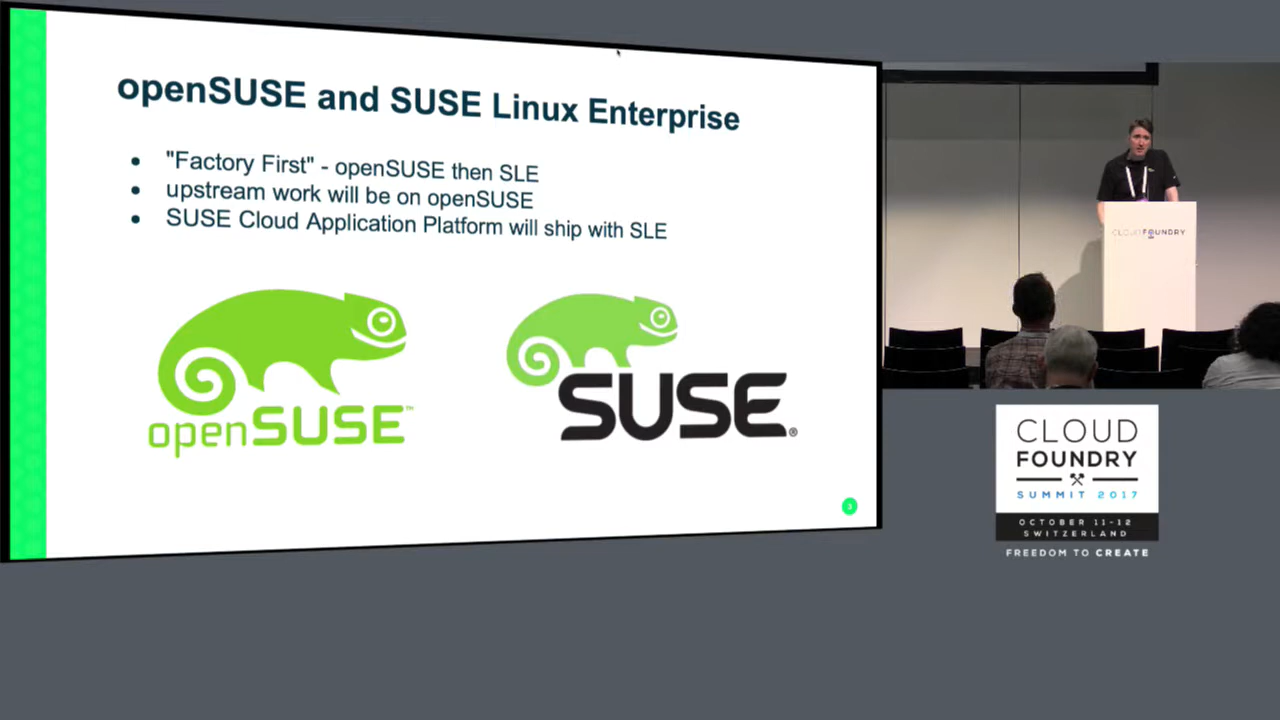 openSUSE and SUSE Linux Enterprise
"Factory First" - openSUSE then SLE
upstream work will be on openSUSE
SUSE Cloud Application Platform will ship with SLE
openSUSE™
SUSE®
3
CLOUD FOUNDRY
CLOUD
FOUNDRY
SUMMIT 2017
OCTOBER 11-12
SWITZERLAND
FREEDOM TO CREATE